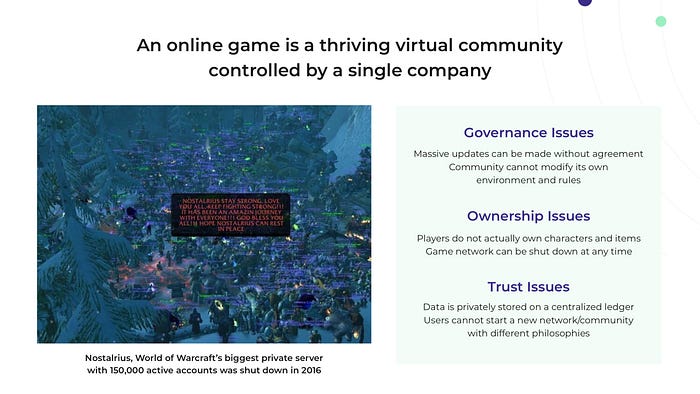 An online game is a thriving virtual community
controlled by a single company
NOSTALRIUS STAY STRONG. LOVE
YOU ALL..KEEP FIGHTING STRONG!!!
IT HAS BEEN AN AMAZIN JOURNEY
WITH EVERYONE!!! GOD BLESS YOU
ALL!!! HOPE NOSTALRIUS CAN REST
IN PEACE
Nostalrius, World of Warcraft’s biggest private server
with 150,000 active accounts was shut down in 2016
Governance Issues
Massive updates can be made without agreement
Community cannot modify its own
environment and rules
Ownership Issues
Players do not actually own characters and items
Game network can be shut down at any time
Trust Issues
Data is privately stored on a centralized ledger
Users cannot start a new network/community
with different philosophies